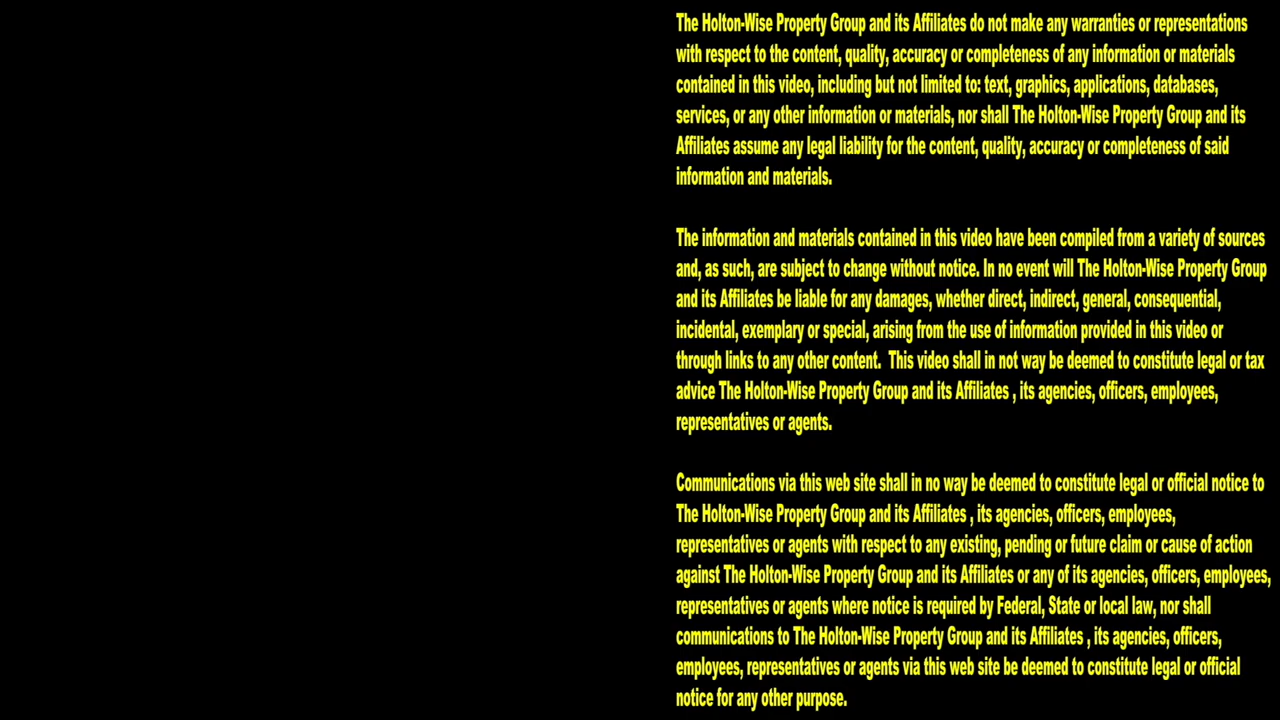 The Holton-Wise Property Group and its Affiliates do not make any warranties or representations
with respect to the content, quality, accuracy or completeness of any information or materials
contained in this video, including but not limited to: text, graphics, applications, databases,
services, or any other information or materials, nor shall The Holton-Wise Property Group and its
Affiliates assume any legal liability for the content, quality, accuracy or completeness of said
information and materials.
The information and materials contained in this video have been compiled from a variety of sources
and, as such, are subject to change without notice. In no event will The Holton-Wise Property Group
and its Affiliates be liable for any damages, whether direct, indirect, general, consequential,
incidental, exemplary or special, arising from the use of information provided in this video or
through links to any other content.  This video shall in not way be deemed to constitute legal or tax
advice The Holton-Wise Property Group and its Affiliates , its agencies, officers, employees,
representatives or agents.
Communications via this web site shall in no way be deemed to constitute legal or official notice to
The Holton-Wise Property Group and its Affiliates , its agencies, officers, employees,
representatives or agents with respect to any existing, pending or future claim or cause of action
against The Holton-Wise Property Group and its Affiliates or any of its agencies, officers, employees,
representatives or agents where notice is required by Federal, State or local law, nor shall
communications to The Holton-Wise Property Group and its Affiliates , its agencies, officers,
employees, representatives or agents via this web site be deemed to constitute legal or official
notice for any other purpose.